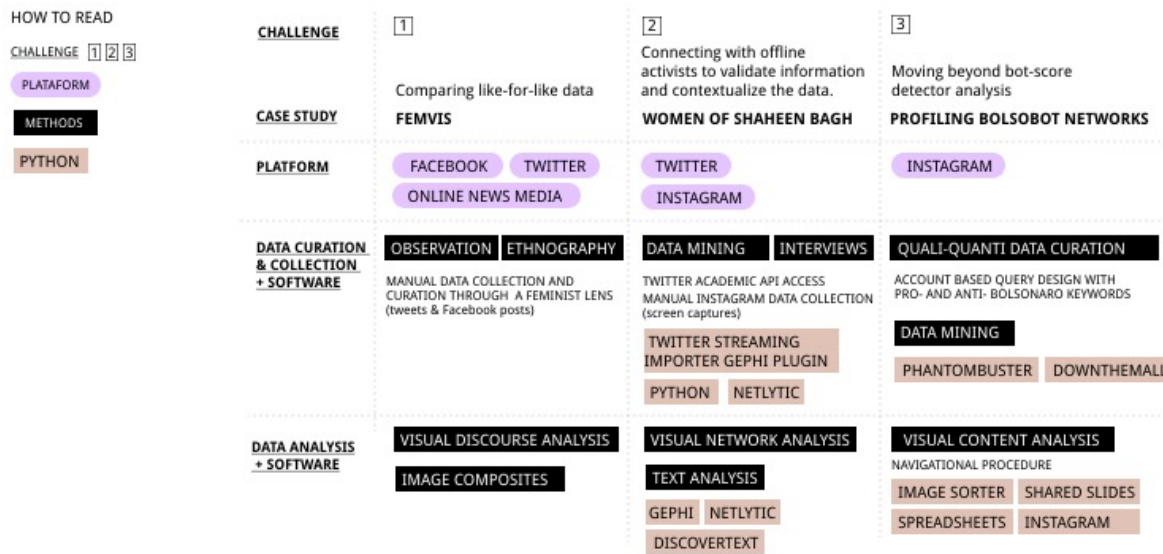 HOW TO READ
CHALLENGE 1 2 3
PLATAFORM
METHODS
PYTHON
CHALLENGE
1
Comparing like-for-like data
2
Connecting with offline
activists to validate information
and contextualize the data.
3
Moving beyond bot-score
detector analysis
CASE STUDY
FEMVIS
WOMEN OF SHAHEEN BAGH
PROFILING BOLSOBOT NETWORKS
PLATFORM
FACEBOOK TWITTER
ONLINE NEWS MEDIA
TWITTER
INSTAGRAM
INSTAGRAM
DATA CURATION
& COLLECTION
+ SOFTWARE
OBSERVATION ETHNOGRAPHY
MANUAL DATA COLLECTION AND
CURATION THROUGH A FEMINIST LENS
(tweets & Facebook posts)
DATA MINING INTERVIEWS
TWITTER ACADEMIC API ACCESS
MANUAL INSTAGRAM DATA COLLECTION
(screen captures)
TWITTER STREAMING
IMPORTER GEPHI PLUGIN
PYTHON NETLYTIC
QUALI-QUANTI DATA CURATION
ACCOUNT BASED QUERY DESIGN WITH
PRO- AND ANTI- BOLSONARO KEYWORDS
DATA MINING
PHANTOMBUSTER DOWNTHEMALL
DATA ANALYSIS
+ SOFTWARE
VISUAL DISCOURSE ANALYSIS
IMAGE COMPOSITES
VISUAL NETWORK ANALYSIS
TEXT ANALYSIS
GEPHI NETLYTIC
DISCOVERTEXT
VISUAL CONTENT ANALYSIS
NAVIGATIONAL PROCEDURE
IMAGE SORTER SHARED SLIDES
SPREADSHEETS INSTAGRAM